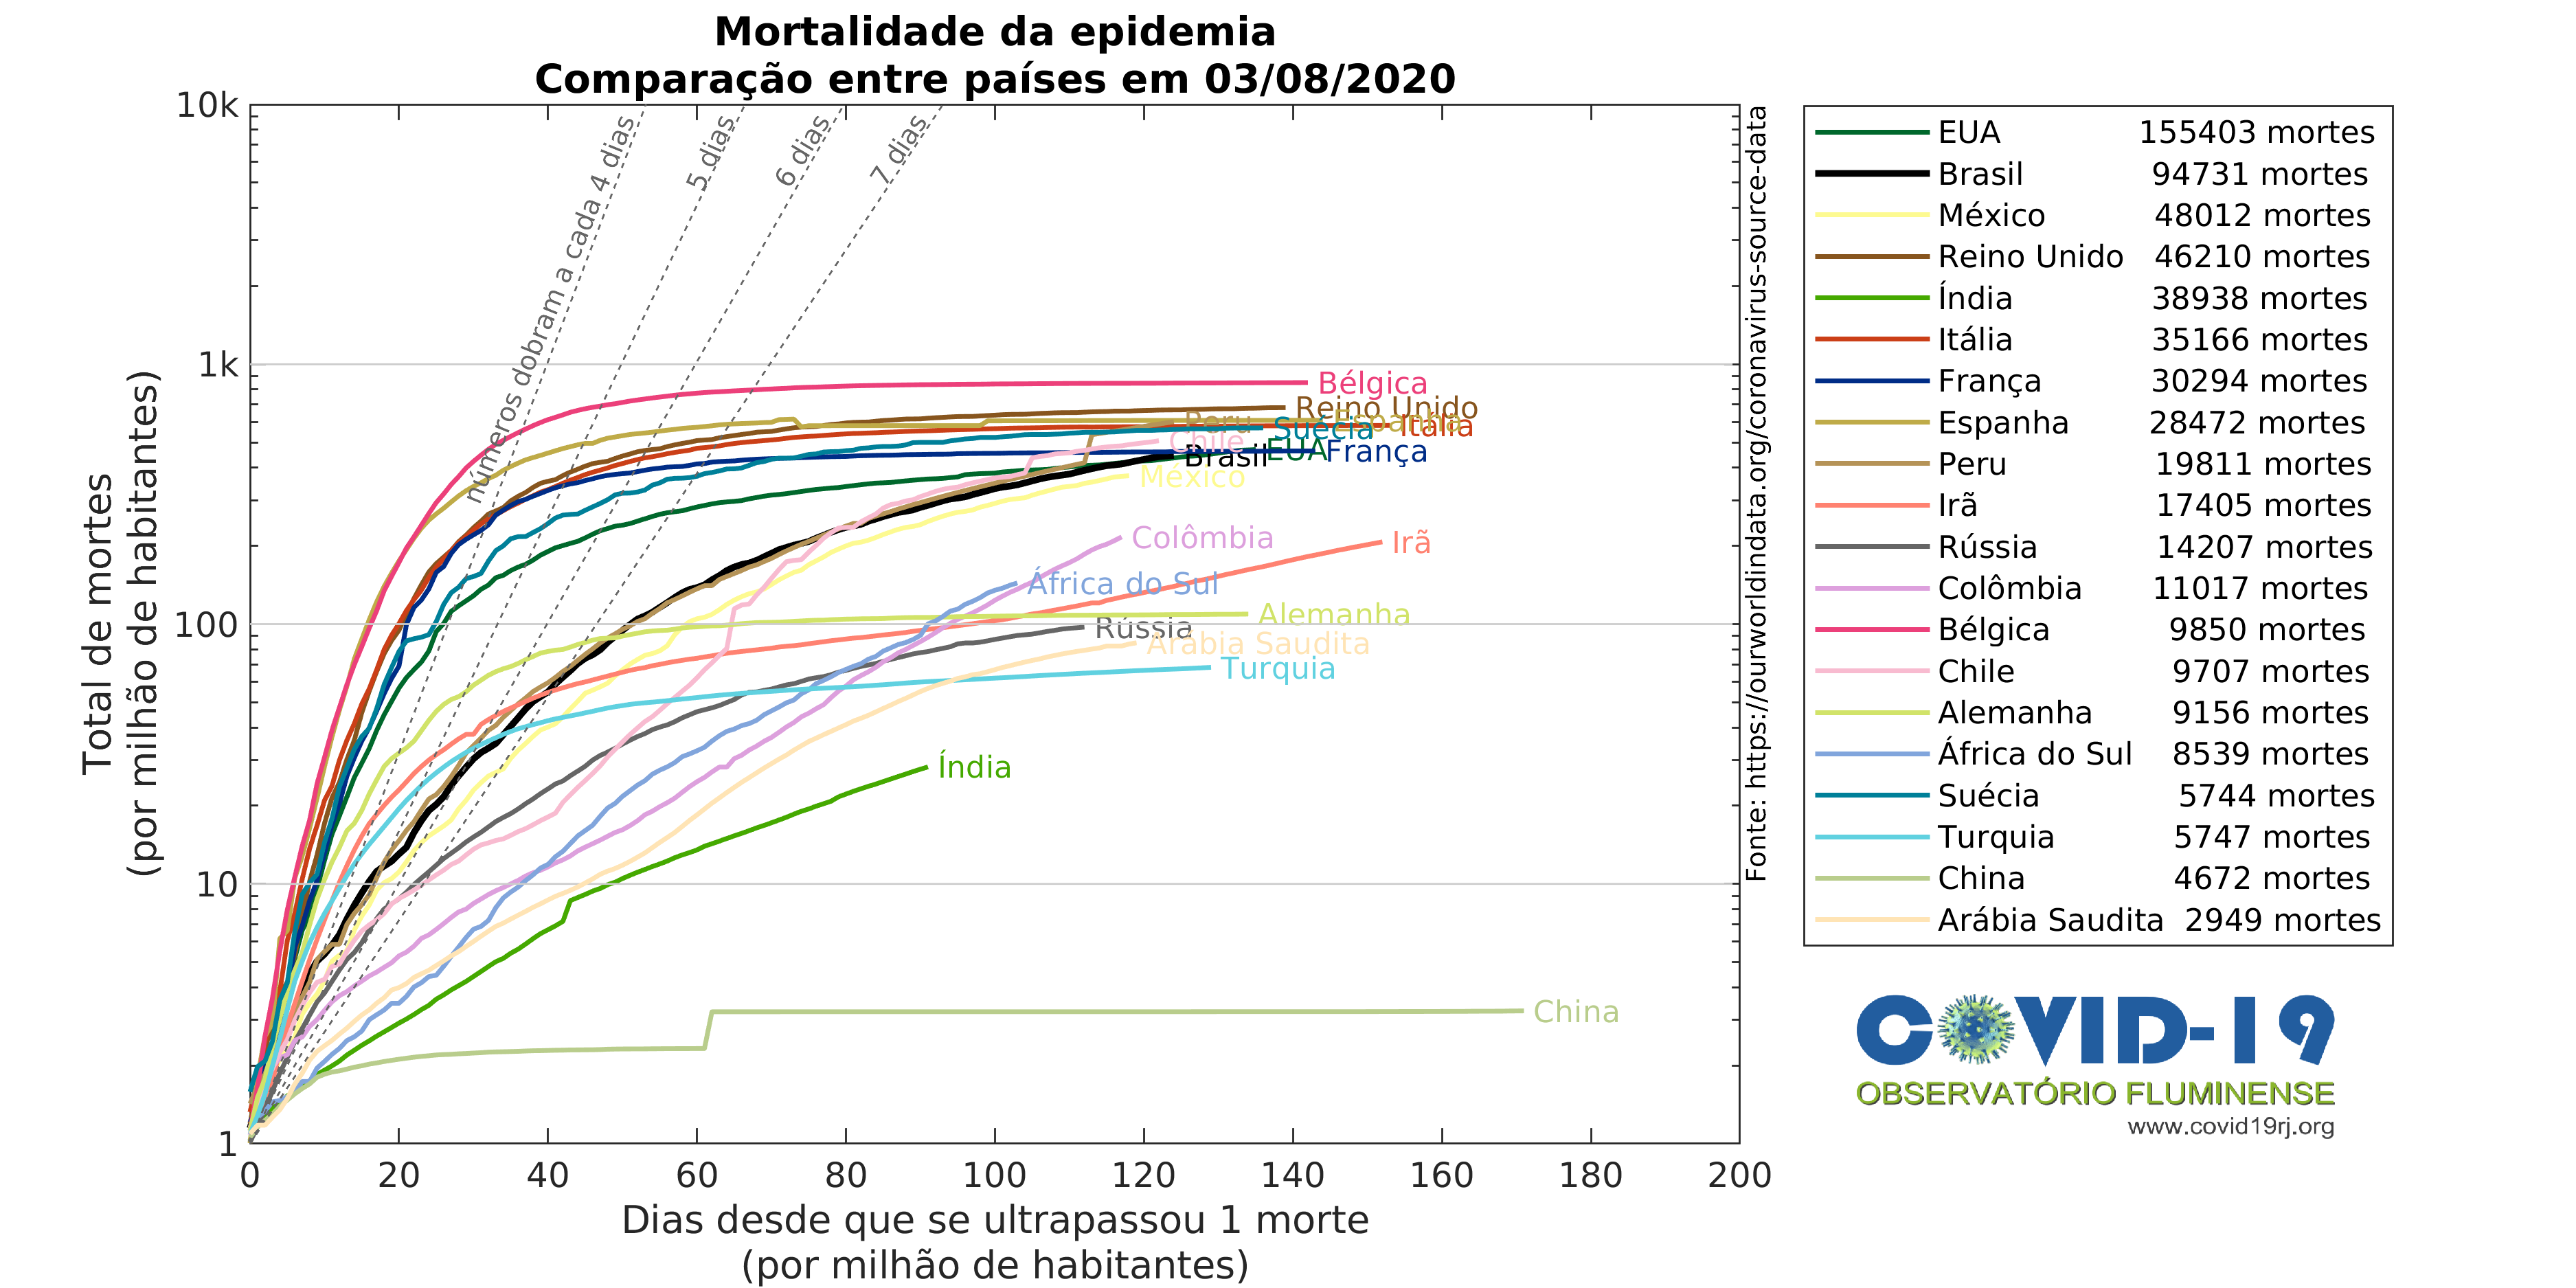 Mortalidade da epidemia
Comparação entre países em 03/08/2020
Total de mortes
(por milhão de habitantes)
10k
1k
100
10
1
0 20 40 60 80 100 120 140 160 180 200
Dias desde que se ultrapassou 1 morte
(por milhão de habitantes)
números dobram a cada 4 dias
5 dias
6 dias
7 dias
Bélgica
Reino Unido
Peru
Espanha
Suécia
Itália
Chile
Brasil
EUA
França
México
Colômbia
Irã
África do Sul
Alemanha
Rússia
Arábia Saudita
Turquia
Índia
China
Fonte: https://ourworldindata.org/coronavirus-source-data
EUA 155403 mortes
Brasil 94731 mortes
México 48012 mortes
Reino Unido 46210 mortes
Índia 38938 mortes
Itália 35166 mortes
França 30294 mortes
Espanha 28472 mortes
Peru 19811 mortes
Irã 17405 mortes
Rússia 14207 mortes
Colômbia 11017 mortes
Bélgica 9850 mortes
Chile 9707 mortes
Alemanha 9156 mortes
África do Sul 8539 mortes
Suécia 5744 mortes
Turquia 5747 mortes
China 4672 mortes
Arábia Saudita 2949 mortes
COVID-19
OBSERVATÓRIO FLUMINENSE
www.covid19rj.org